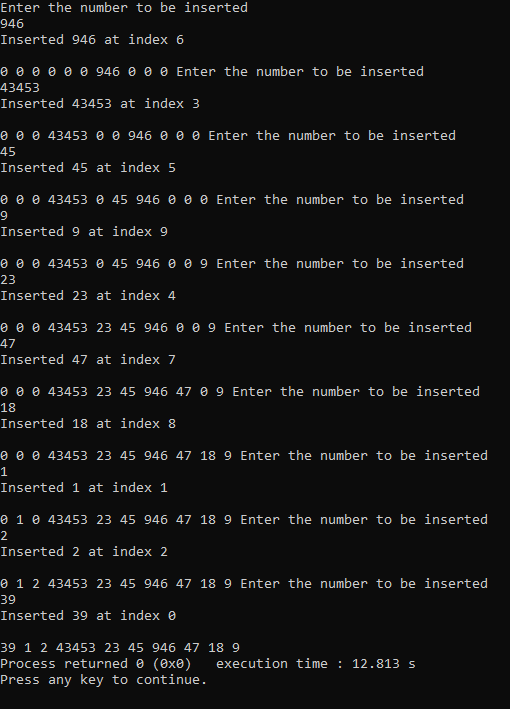 Enter the number to be inserted
946
Inserted 946 at index 6
0 0 0 0 0 0 946 0 0 0 Enter the number to be inserted
43453
Inserted 43453 at index 3
0 0 0 43453 0 0 946 0 0 0 Enter the number to be inserted
45
Inserted 45 at index 5
0 0 0 43453 0 45 946 0 0 0 Enter the number to be inserted
9
Inserted 9 at index 9
0 0 0 43453 0 45 946 0 0 9 Enter the number to be inserted
23
Inserted 23 at index 4
0 0 0 43453 23 45 946 0 0 9 Enter the number to be inserted
47
Inserted 47 at index 7
0 0 0 43453 23 45 946 47 0 9 Enter the number to be inserted
18
Inserted 18 at index 8
0 0 0 43453 23 45 946 47 18 9 Enter the number to be inserted
1
Inserted 1 at index 1
0 1 0 43453 23 45 946 47 18 9 Enter the number to be inserted
2
Inserted 2 at index 2
0 1 2 43453 23 45 946 47 18 9 Enter the number to be inserted
39
Inserted 39 at index 0
39 1 2 43453 23 45 946 47 18 9
Process returned 0 (0x0)   execution time : 12.813 s
Press any key to continue.